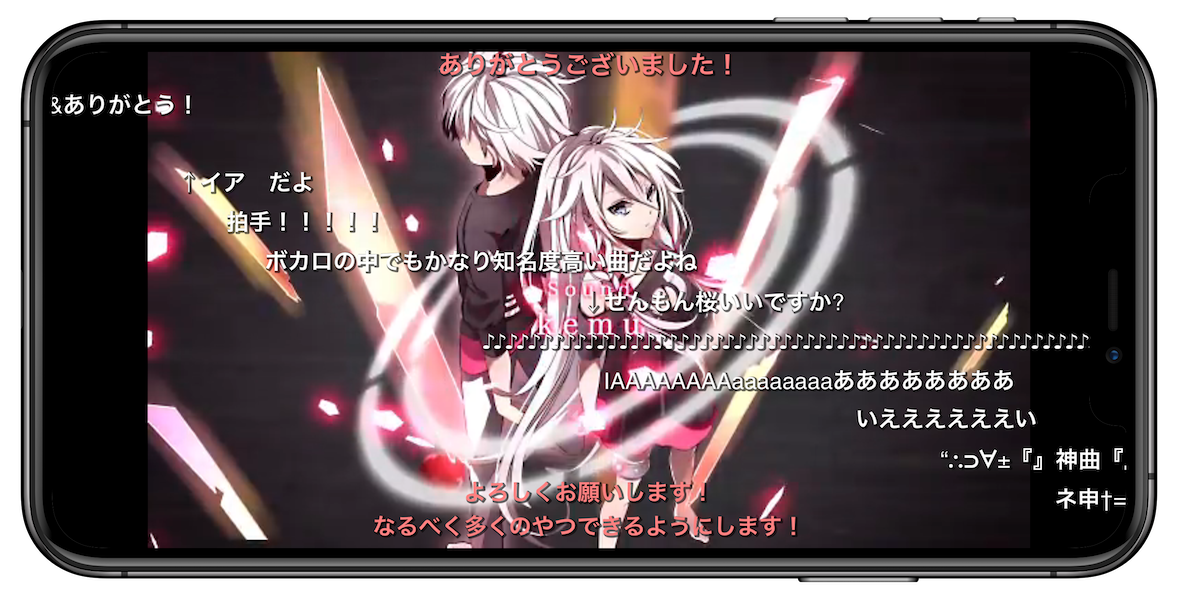 ありがとうございました！
&ありがとう！
↑イア　だよ
拍手！！！！！
ボカロの中でもかなり知名度高い曲だよね
Sound
↓せんもん桜いいですか?
kemu
♪♪♪♪♪♪♪♪♪♪♪♪♪♪♪♪♪♪♪♪♪♪♪♪♪♪♪♪♪♪♪♪♪♪♪♪♪♪♪♪
IAAAAAAAAaaaaaaaaaああああああああ
いええええええい
“∴⊃∀±『』神曲『
ネ申†=
よろしくお願いします！
なるべく多くのやつできるようにします！